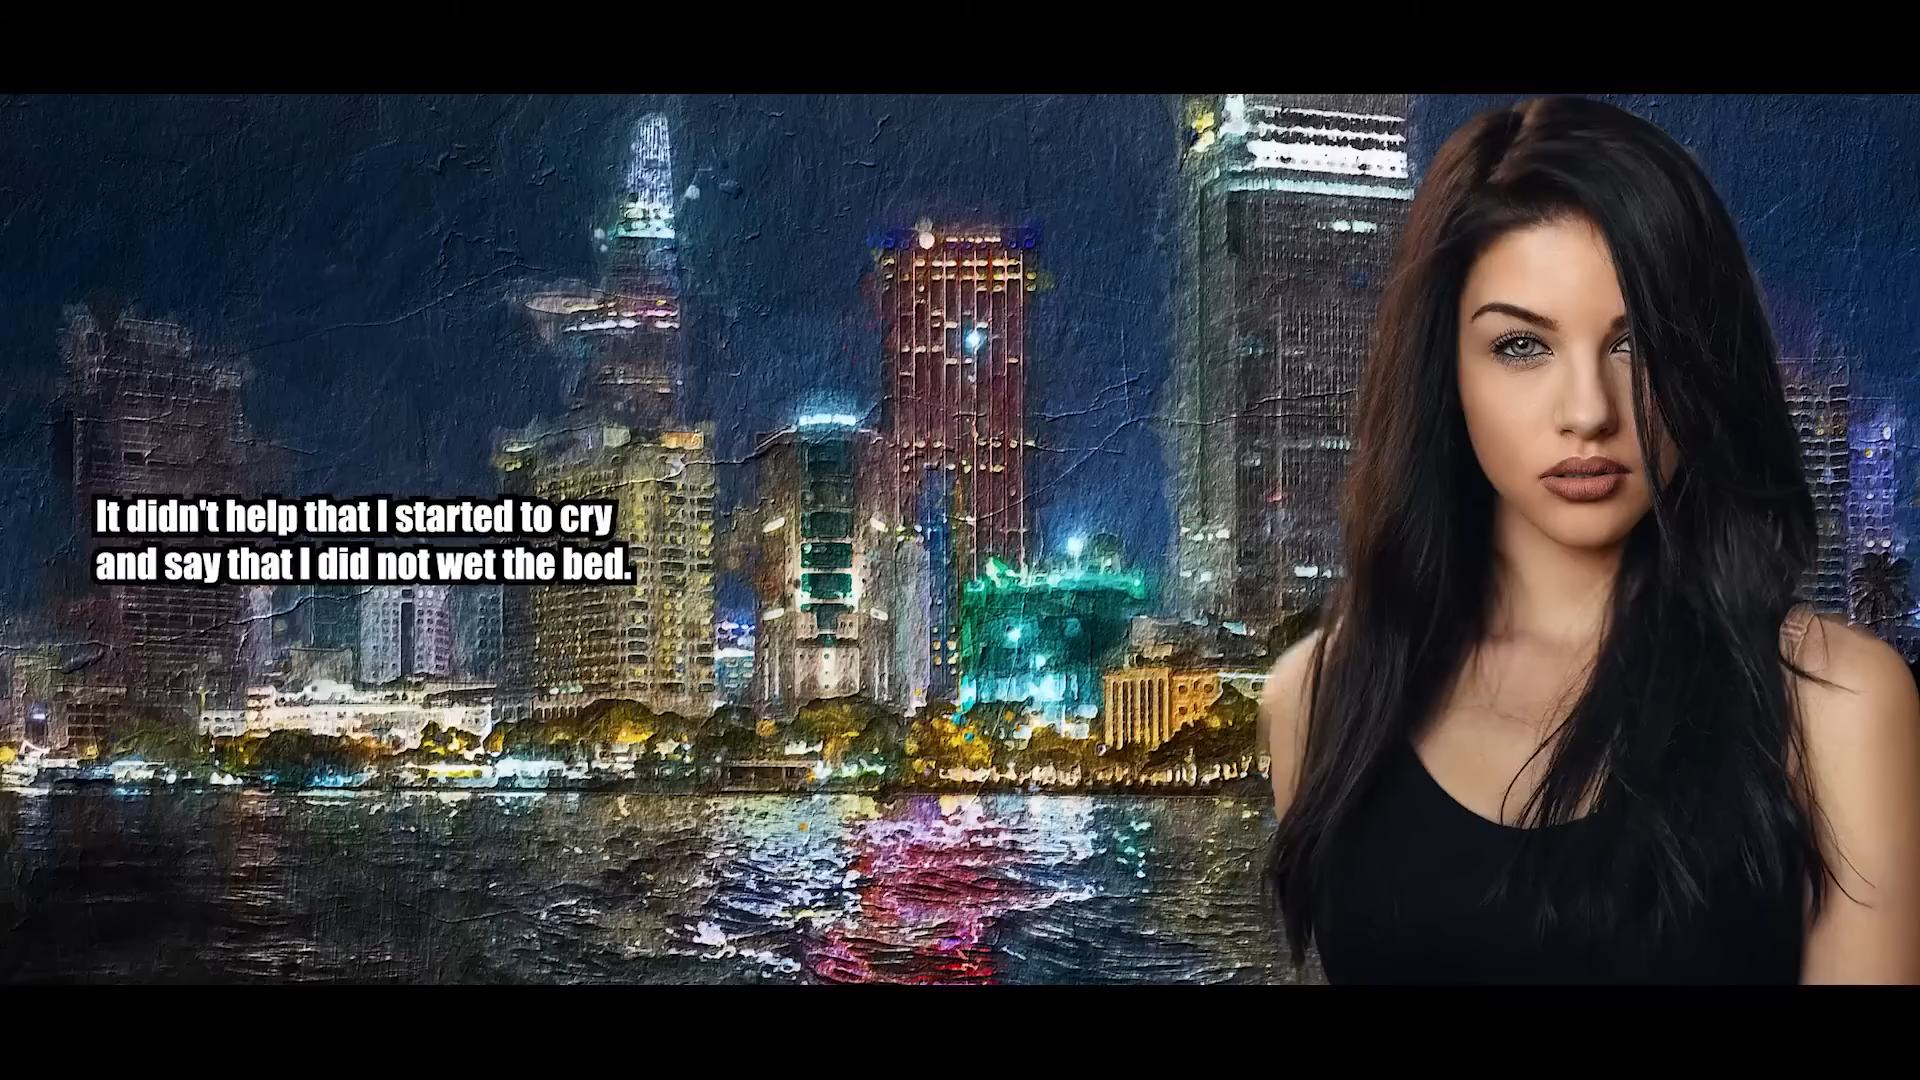 It didn't help that I started to cry
and say that I did not wet the bed.